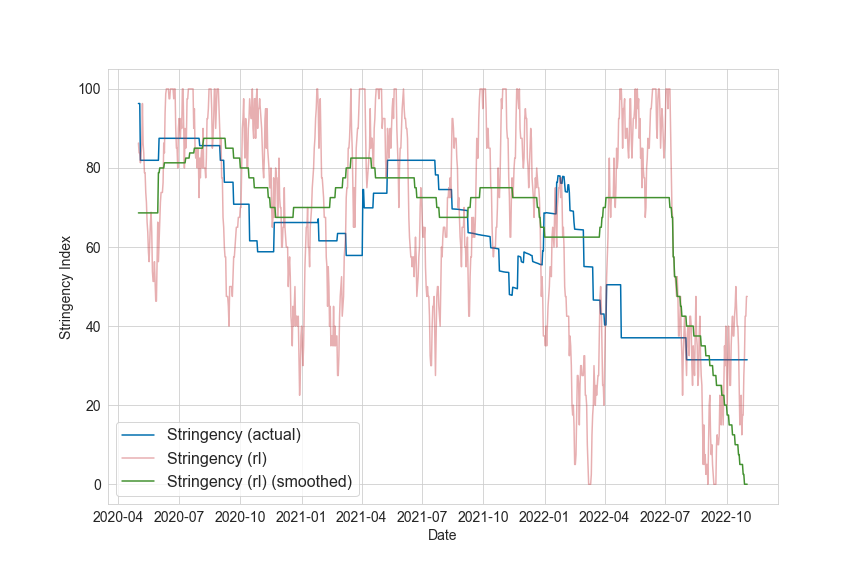 100
80
60
40
20
0
Stringency Index
Stringency (actual)
Stringency (rl)
Stringency (rl) (smoothed)
2020-04 2020-07 2020-10 2021-01 2021-04 2021-07 2021-10 2022-01 2022-04 2022-07 2022-10
Date